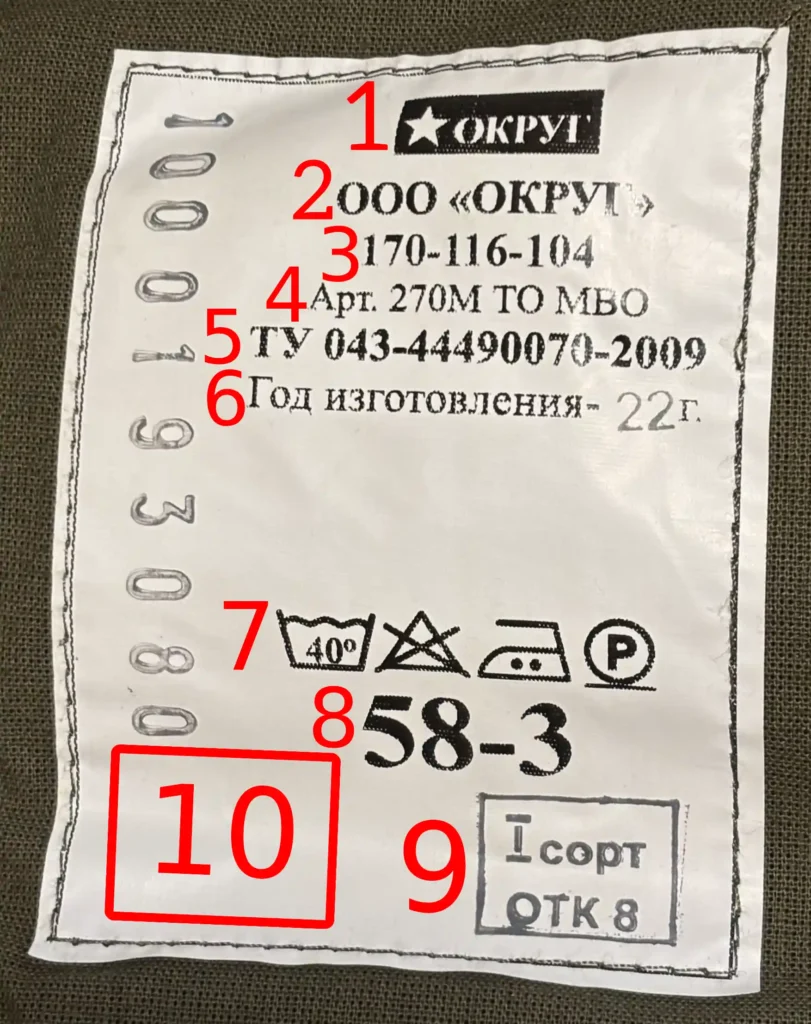 1 ОКРУГ
2 ООО «ОКРУГ»
3 170-116-104
4 Арт. 270М ТО МВО
5 ТУ 043-44490070-2009
6 Год изготовления- 22г.
7 40° P
8 58-3
9 I сорт
ОТК 8
10
1000193080